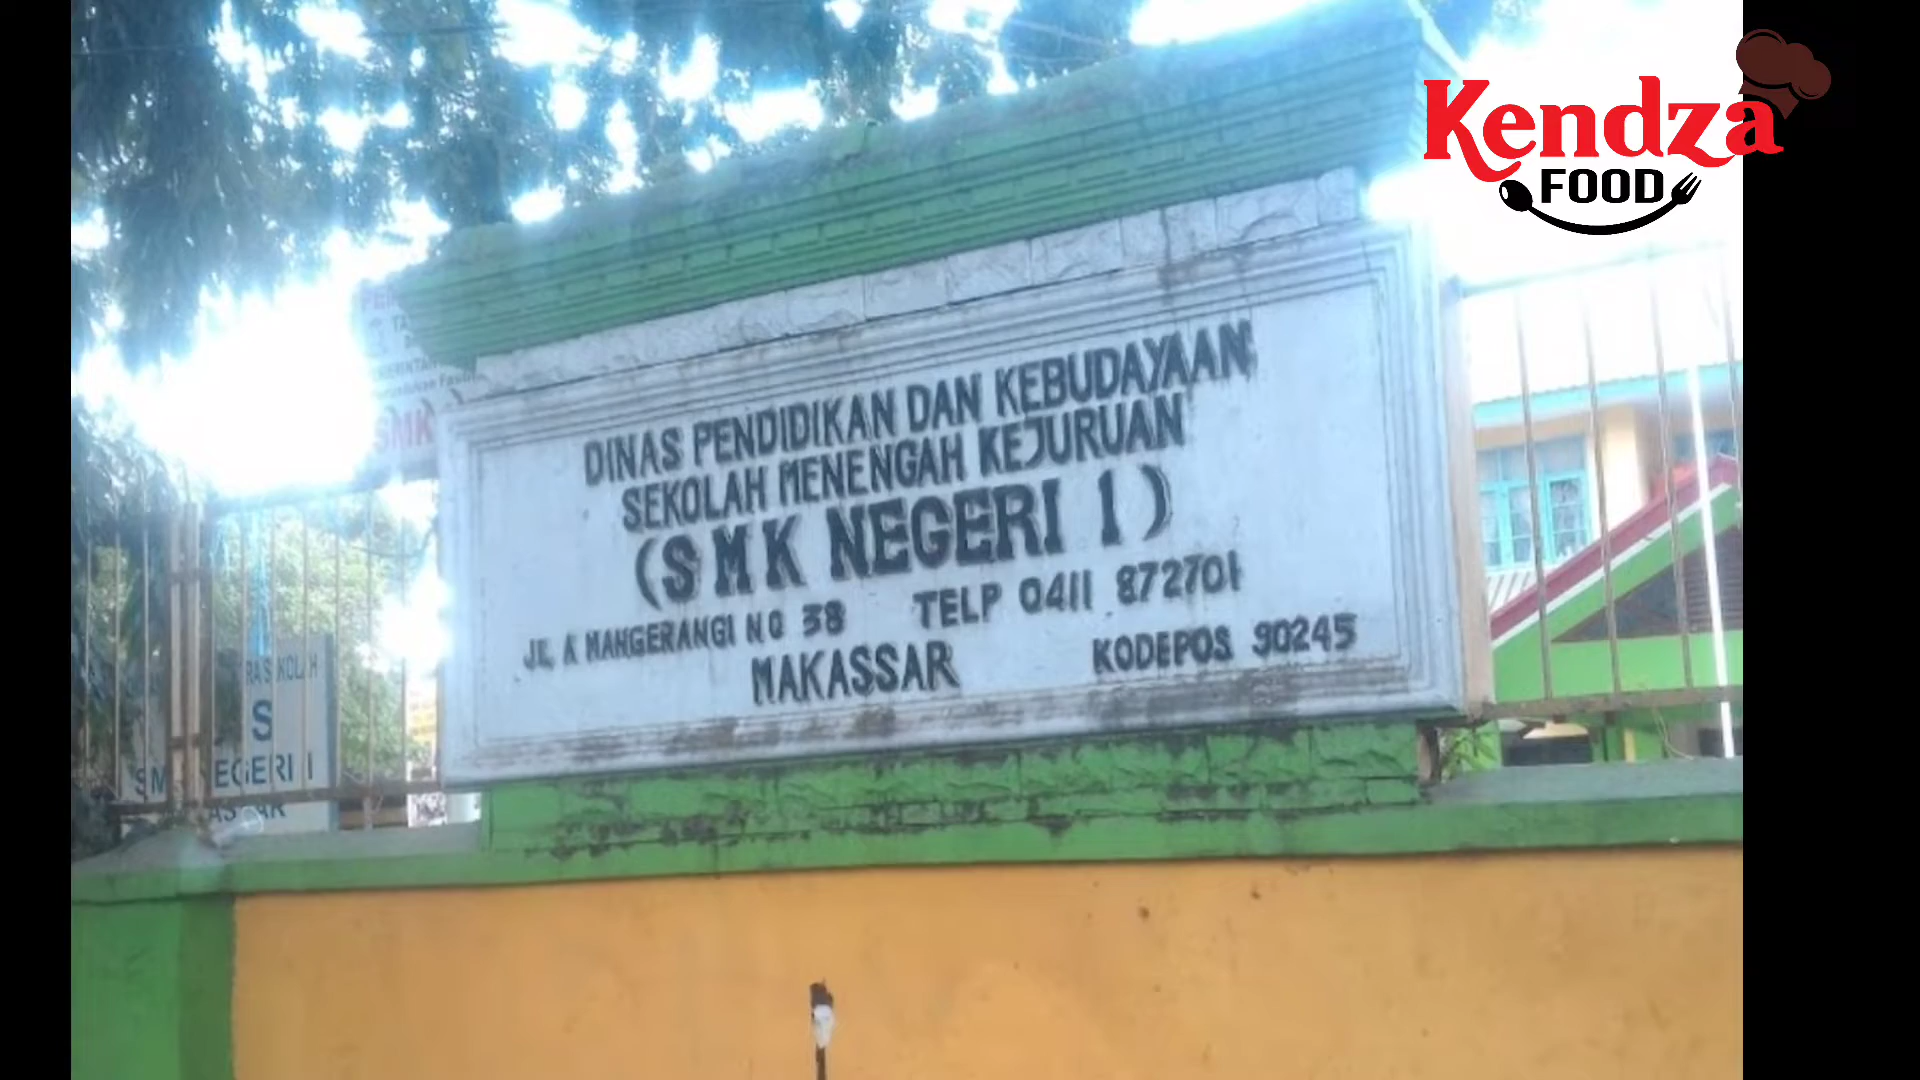 Kendza
FOOD
DINAS PENDIDIKAN DAN KEBUDAYAAN
SEKOLAH MENENGAH KEJURUAN
(SMK NEGERI 1)
JL, A MANGERANGI NO 38 TELP 0411 872701
MAKASSAR KODEPOS 90245
SMK
S